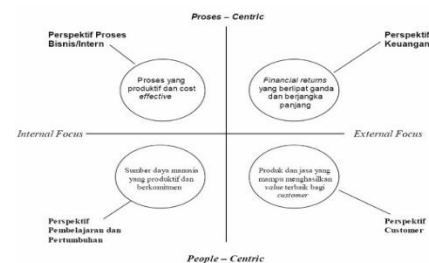 Proses – Centric
Perspektif Proses
Bisnis/Intern
Perspektif
Keuangan
Proses yang
produktif dan cost
effective
Financial returns
yang berlipat ganda
dan berjangka
panjang
Internal Focus
External Focus
Sumber daya manusia
yang produktif dan
berkomitmen
Produk dan jasa yang
mampu menghasilkan
value terbaik bagi
customer
Perspektif
Pembelajaran dan
Pertumbuhan
Perspektif
Customer
People – Centric